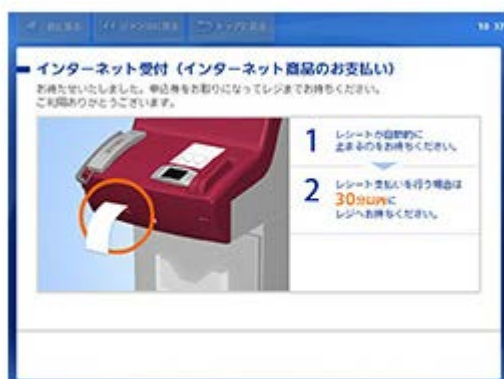 インターネット受付（インターネット商品のお支払い）
お待たせいたしました。申込券をお取りになってレジまでお持ちください。
ご利用ありがとうございます。
1 レシートが自動的に
止まるのをお待ちください。
2 レシート支払いを行う場合は
30分以内に
レジへお持ちください。